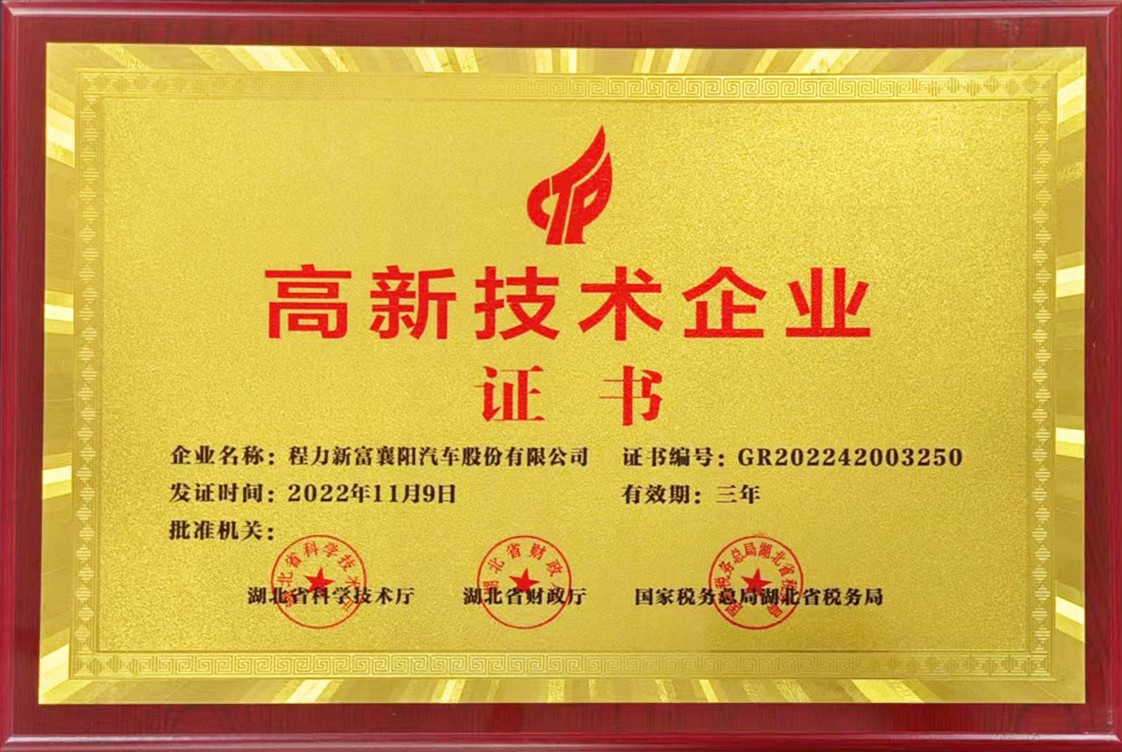 高新技术企业
证书
企业名称：程力新富襄阳汽车股份有限公司 证书编号：GR202242003250
发证时间：2022年11月9日 有效期：三年
批准机关：
湖北省科学技术厅 湖北省财政厅 国家税务总局湖北省税务局